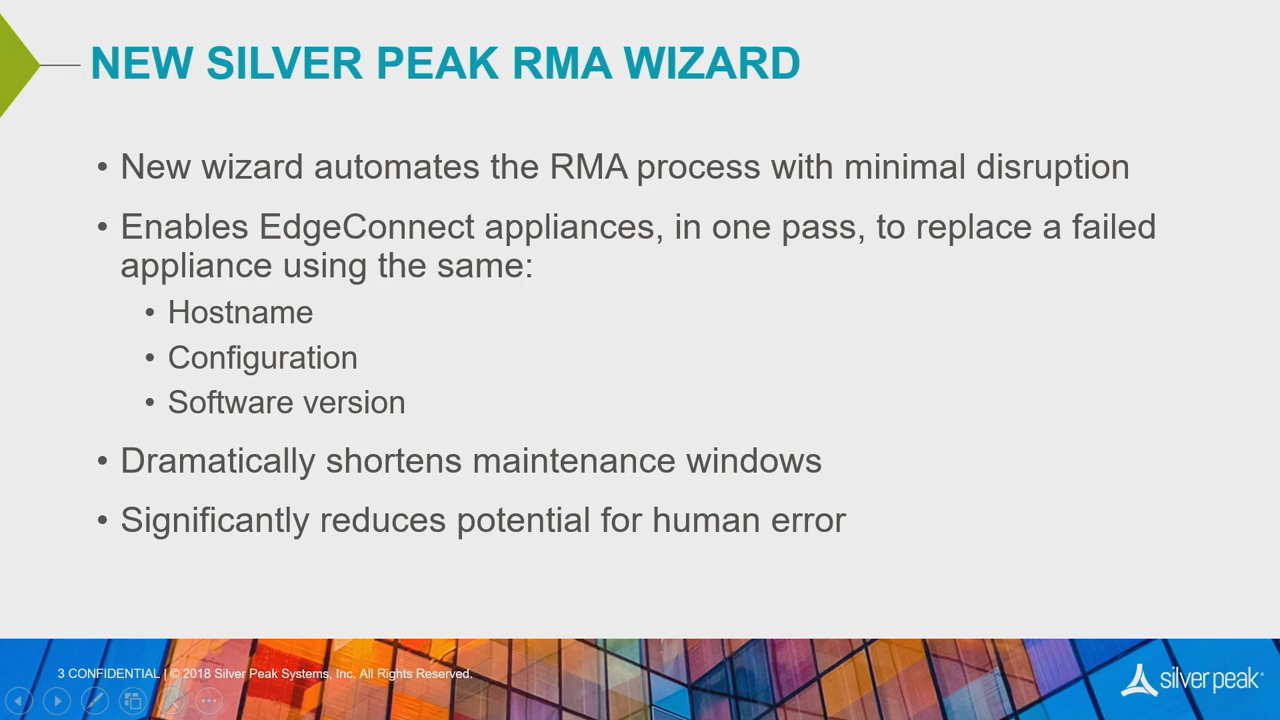 NEW SILVER PEAK RMA WIZARD
• New wizard automates the RMA process with minimal disruption
• Enables EdgeConnect appliances, in one pass, to replace a failed
appliance using the same:
• Hostname
• Configuration
• Software version
• Dramatically shortens maintenance windows
• Significantly reduces potential for human error
3 CONFIDENTIAL | © 2018 Silver Peak Systems, Inc. All Rights Reserved.
silver peak®